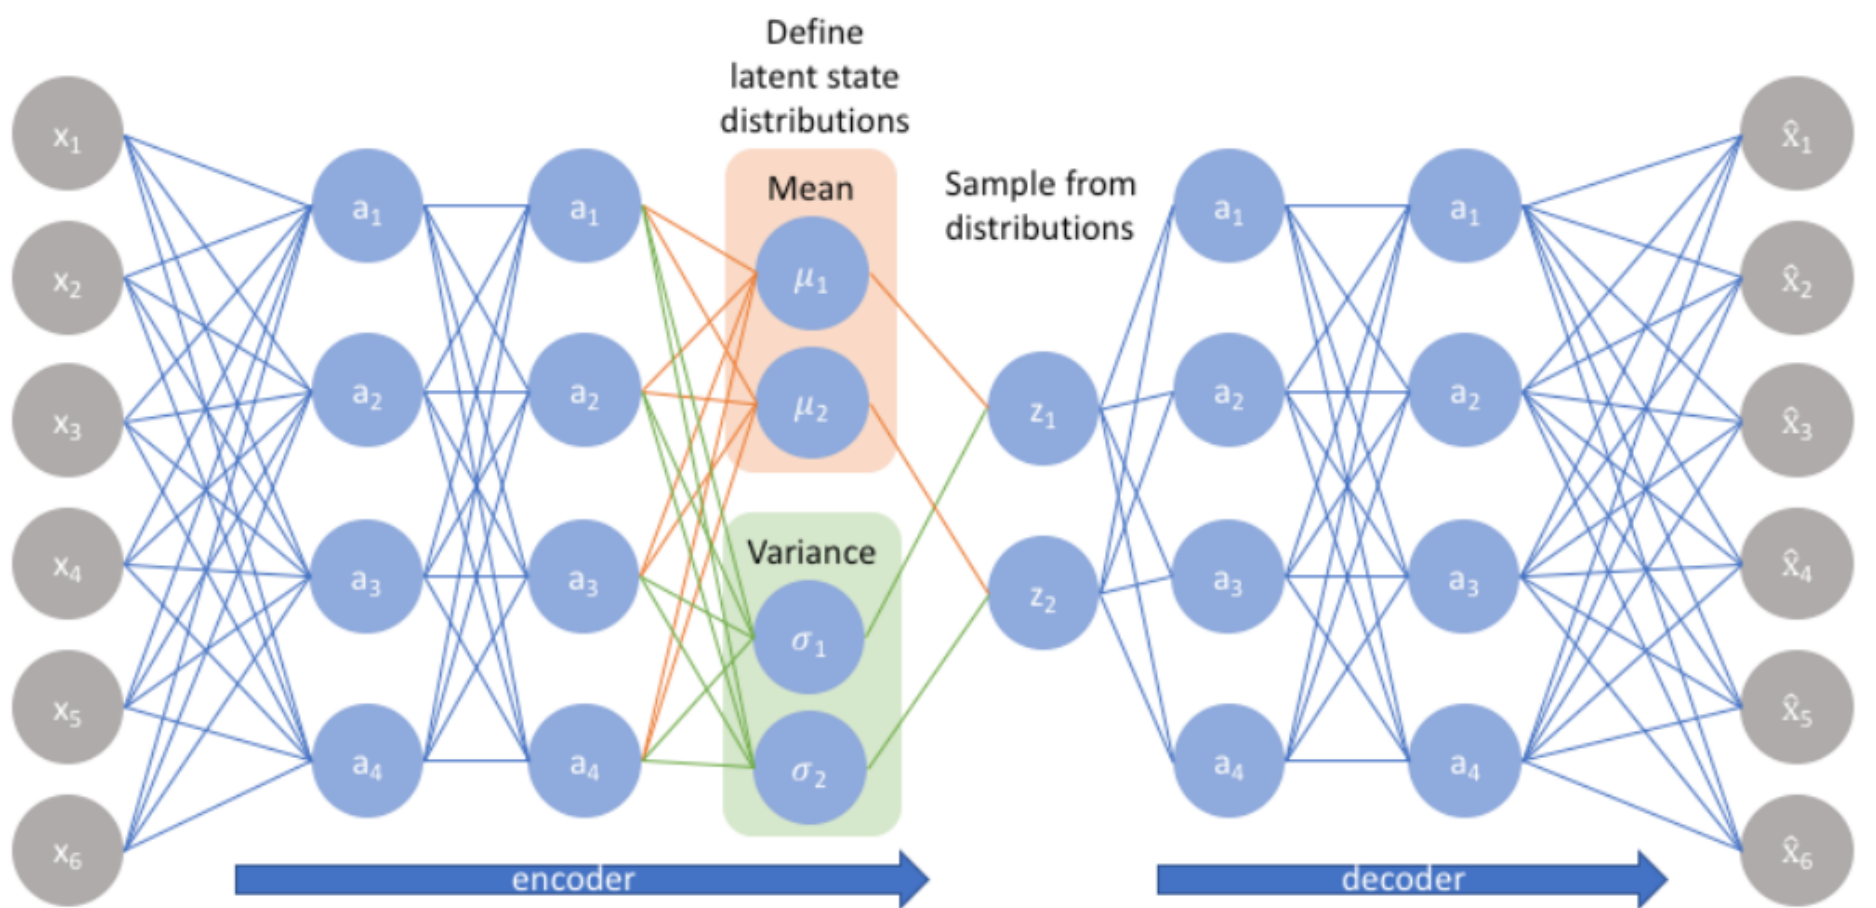 Define
latent state
distributions
Mean
Sample from
distributions
Variance
x₁
x₂
x₃
x₄
x₅
x₆
a₁
a₂
a₃
a₄
a₁
a₂
a₃
a₄
μ₁
μ₂
σ₁
σ₂
z₁
z₂
a₁
a₂
a₃
a₄
a₁
a₂
a₃
a₄
x̂₁
x̂₂
x̂₃
x̂₄
x̂₅
x̂₆
encoder
decoder